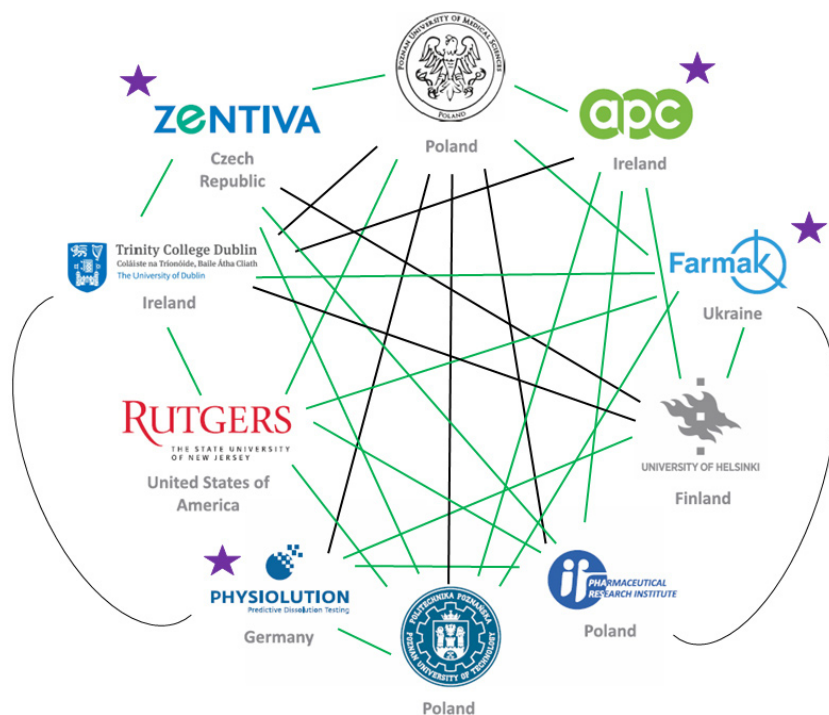 POZNAN UNIVERSITY OF MEDICAL SCIENCES
POLAND
Poland
ZENTIVA
Czech
Republic
apc
Ireland
Trinity College Dublin
Coláiste na Tríonóide, Baile Átha Cliath
The University of Dublin
Ireland
Farmak
Ukraine
RUTGERS
THE STATE UNIVERSITY
OF NEW JERSEY
United States of
America
UNIVERSITY OF HELSINKI
Finland
PHYSIOLUTION
Predictive Dissolution Testing
Germany
POLITECHNIKA POZNAŃSKA
POZNAN UNIVERSITY OF TECHNOLOGY
Poland
PHARMACEUTICAL
RESEARCH INSTITUTE
Poland